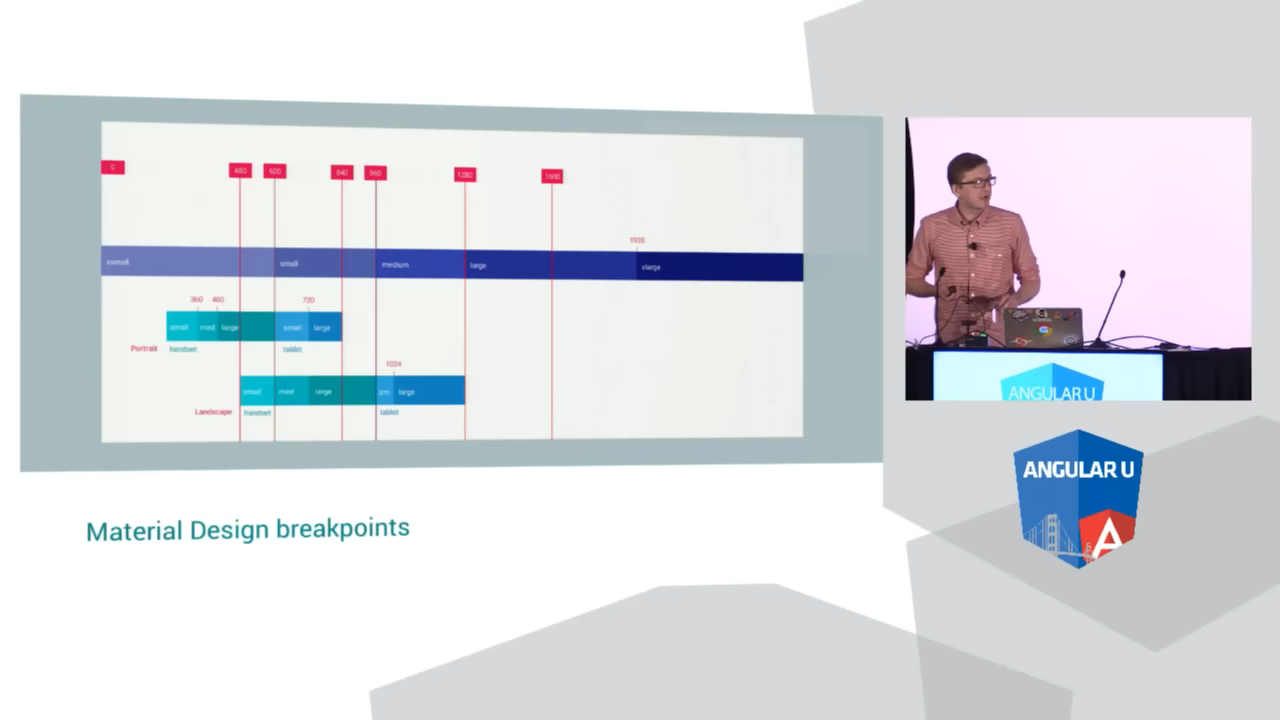 0
480
600
840
960
1280
1600
1920
xsmall
small
medium
large
xlarge
360
400
720
small
med
large
small
large
Portrait
handset
tablet
1024
small
med
large
sm
large
Landscape
handset
tablet
Material Design breakpoints
ANGULAR U
ANGULAR U
A